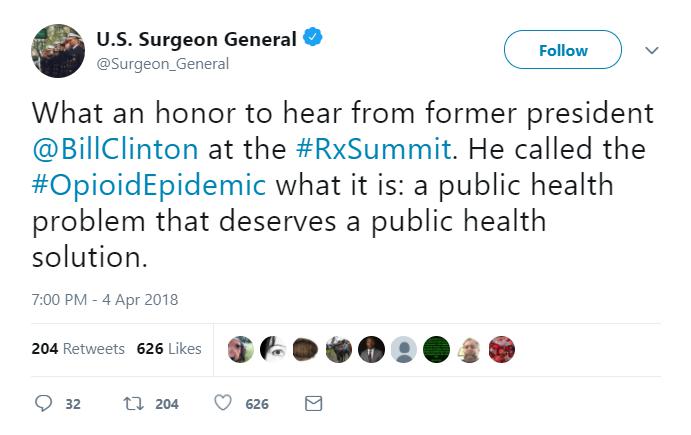 U.S. Surgeon General
@Surgeon_General
Follow
What an honor to hear from former president
@BillClinton at the #RxSummit. He called the
#OpioidEpidemic what it is: a public health
problem that deserves a public health
solution.
7:00 PM - 4 Apr 2018
204 Retweets 626 Likes
32 204 626